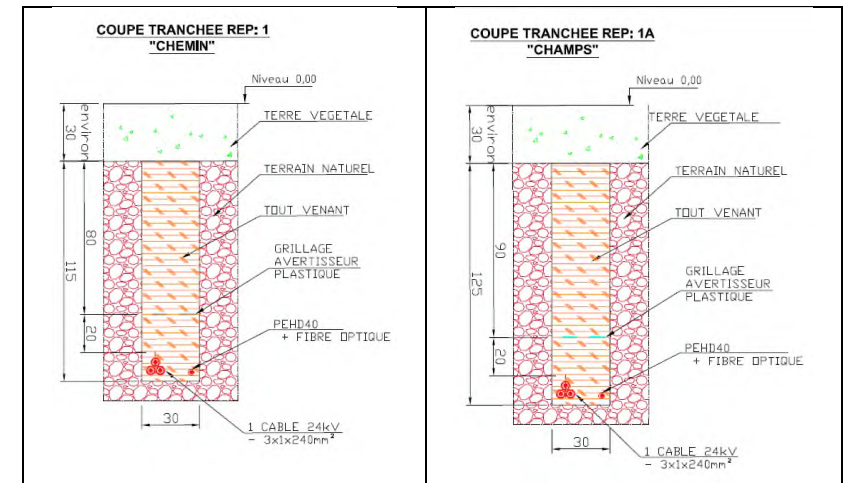 COUPE TRANCHEE REP: 1
"CHEMIN"
Niveau 0,00
environ
30
TERRE VEGETALE
TERRAIN NATUREL
TOUT VENANT
80
115
GRILLAGE
AVERTISSEUR
PLASTIQUE
20
PEHD40
+ FIBRE OPTIQUE
30
1 CABLE 24kV
- 3x1x240mm²
COUPE TRANCHEE REP: 1A
"CHAMPS"
Niveau 0,00
environ
30
TERRE VEGETALE
TERRAIN NATUREL
TOUT VENANT
90
125
GRILLAGE
AVERTISSEUR
PLASTIQUE
20
PEHD40
+ FIBRE OPTIQUE
30
1 CABLE 24kV
- 3x1x240mm²